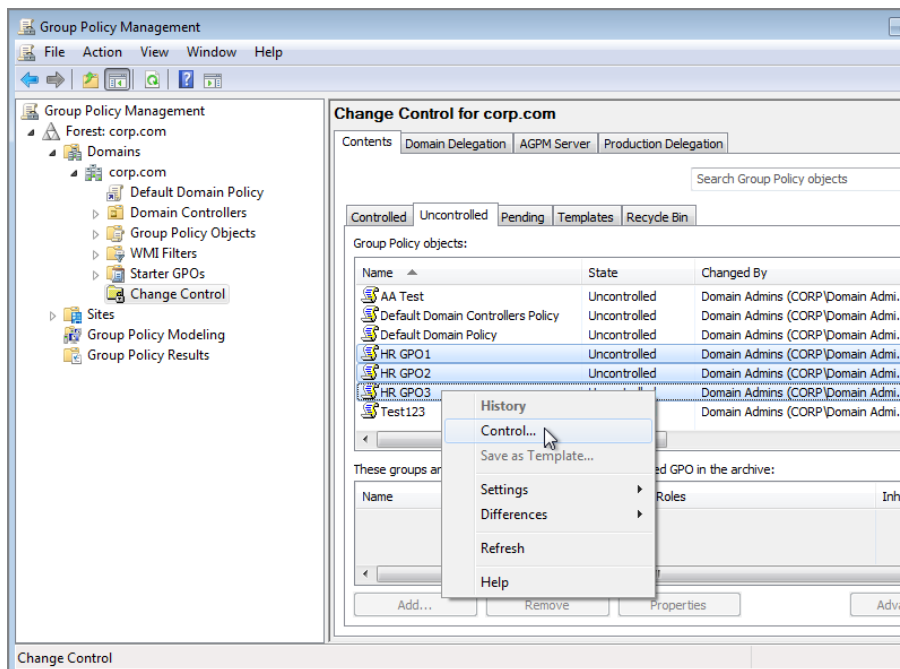 Group Policy Management
File Action View Window Help
Group Policy Management
Forest: corp.com
Domains
corp.com
Default Domain Policy
Domain Controllers
Group Policy Objects
WMI Filters
Starter GPOs
Change Control
Sites
Group Policy Modeling
Group Policy Results
Change Control for corp.com
Contents Domain Delegation AGPM Server Production Delegation
Search Group Policy objects
Controlled Uncontrolled Pending Templates Recycle Bin
Group Policy objects:
Name State Changed By
AA Test Uncontrolled Domain Admins (CORP\Domain Admi.
Default Domain Controllers Policy Uncontrolled Domain Admins (CORP\Domain Admi.
Default Domain Policy Uncontrolled Domain Admins (CORP\Domain Admi.
HR GPO1 Uncontrolled Domain Admins (CORP\Domain Admi.
HR GPO2 Uncontrolled Domain Admins (CORP\Domain Admi.
HR GPO3 Domain Admins (CORP\Domain Admi.
Test123 Domain Admins (CORP\Domain Admi.
History
Control...
Save as Template...
Settings
Differences
Refresh
Help
These groups ar ed GPO in the archive:
Name Roles Inh
Add... Remove Properties Adva
Change Control